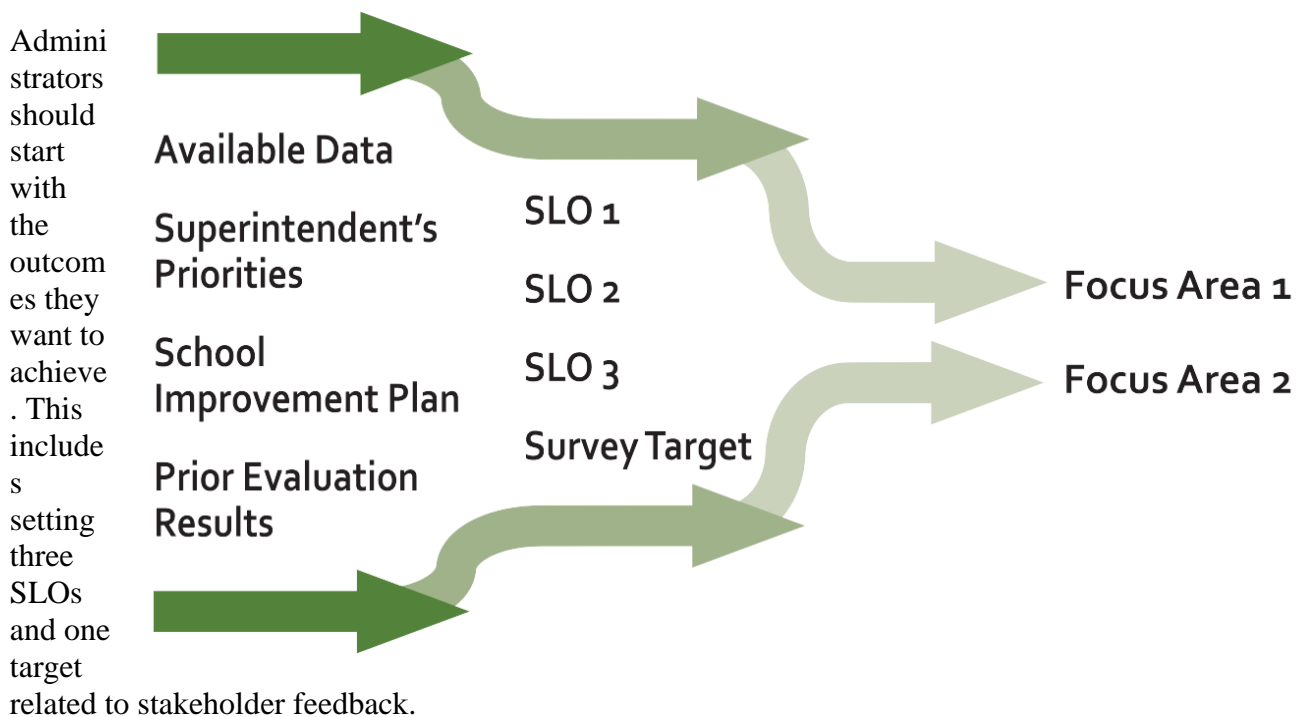 Admini
strators
should
start
with
the
outcom
es they
want to
achieve
. This
include
s
setting
three
SLOs
and one
target
related to stakeholder feedback.
Available Data
Superintendent's
Priorities
School
Improvement Plan
Prior Evaluation
Results
SLO 1
SLO 2
SLO 3
Survey Target
Focus Area 1
Focus Area 2